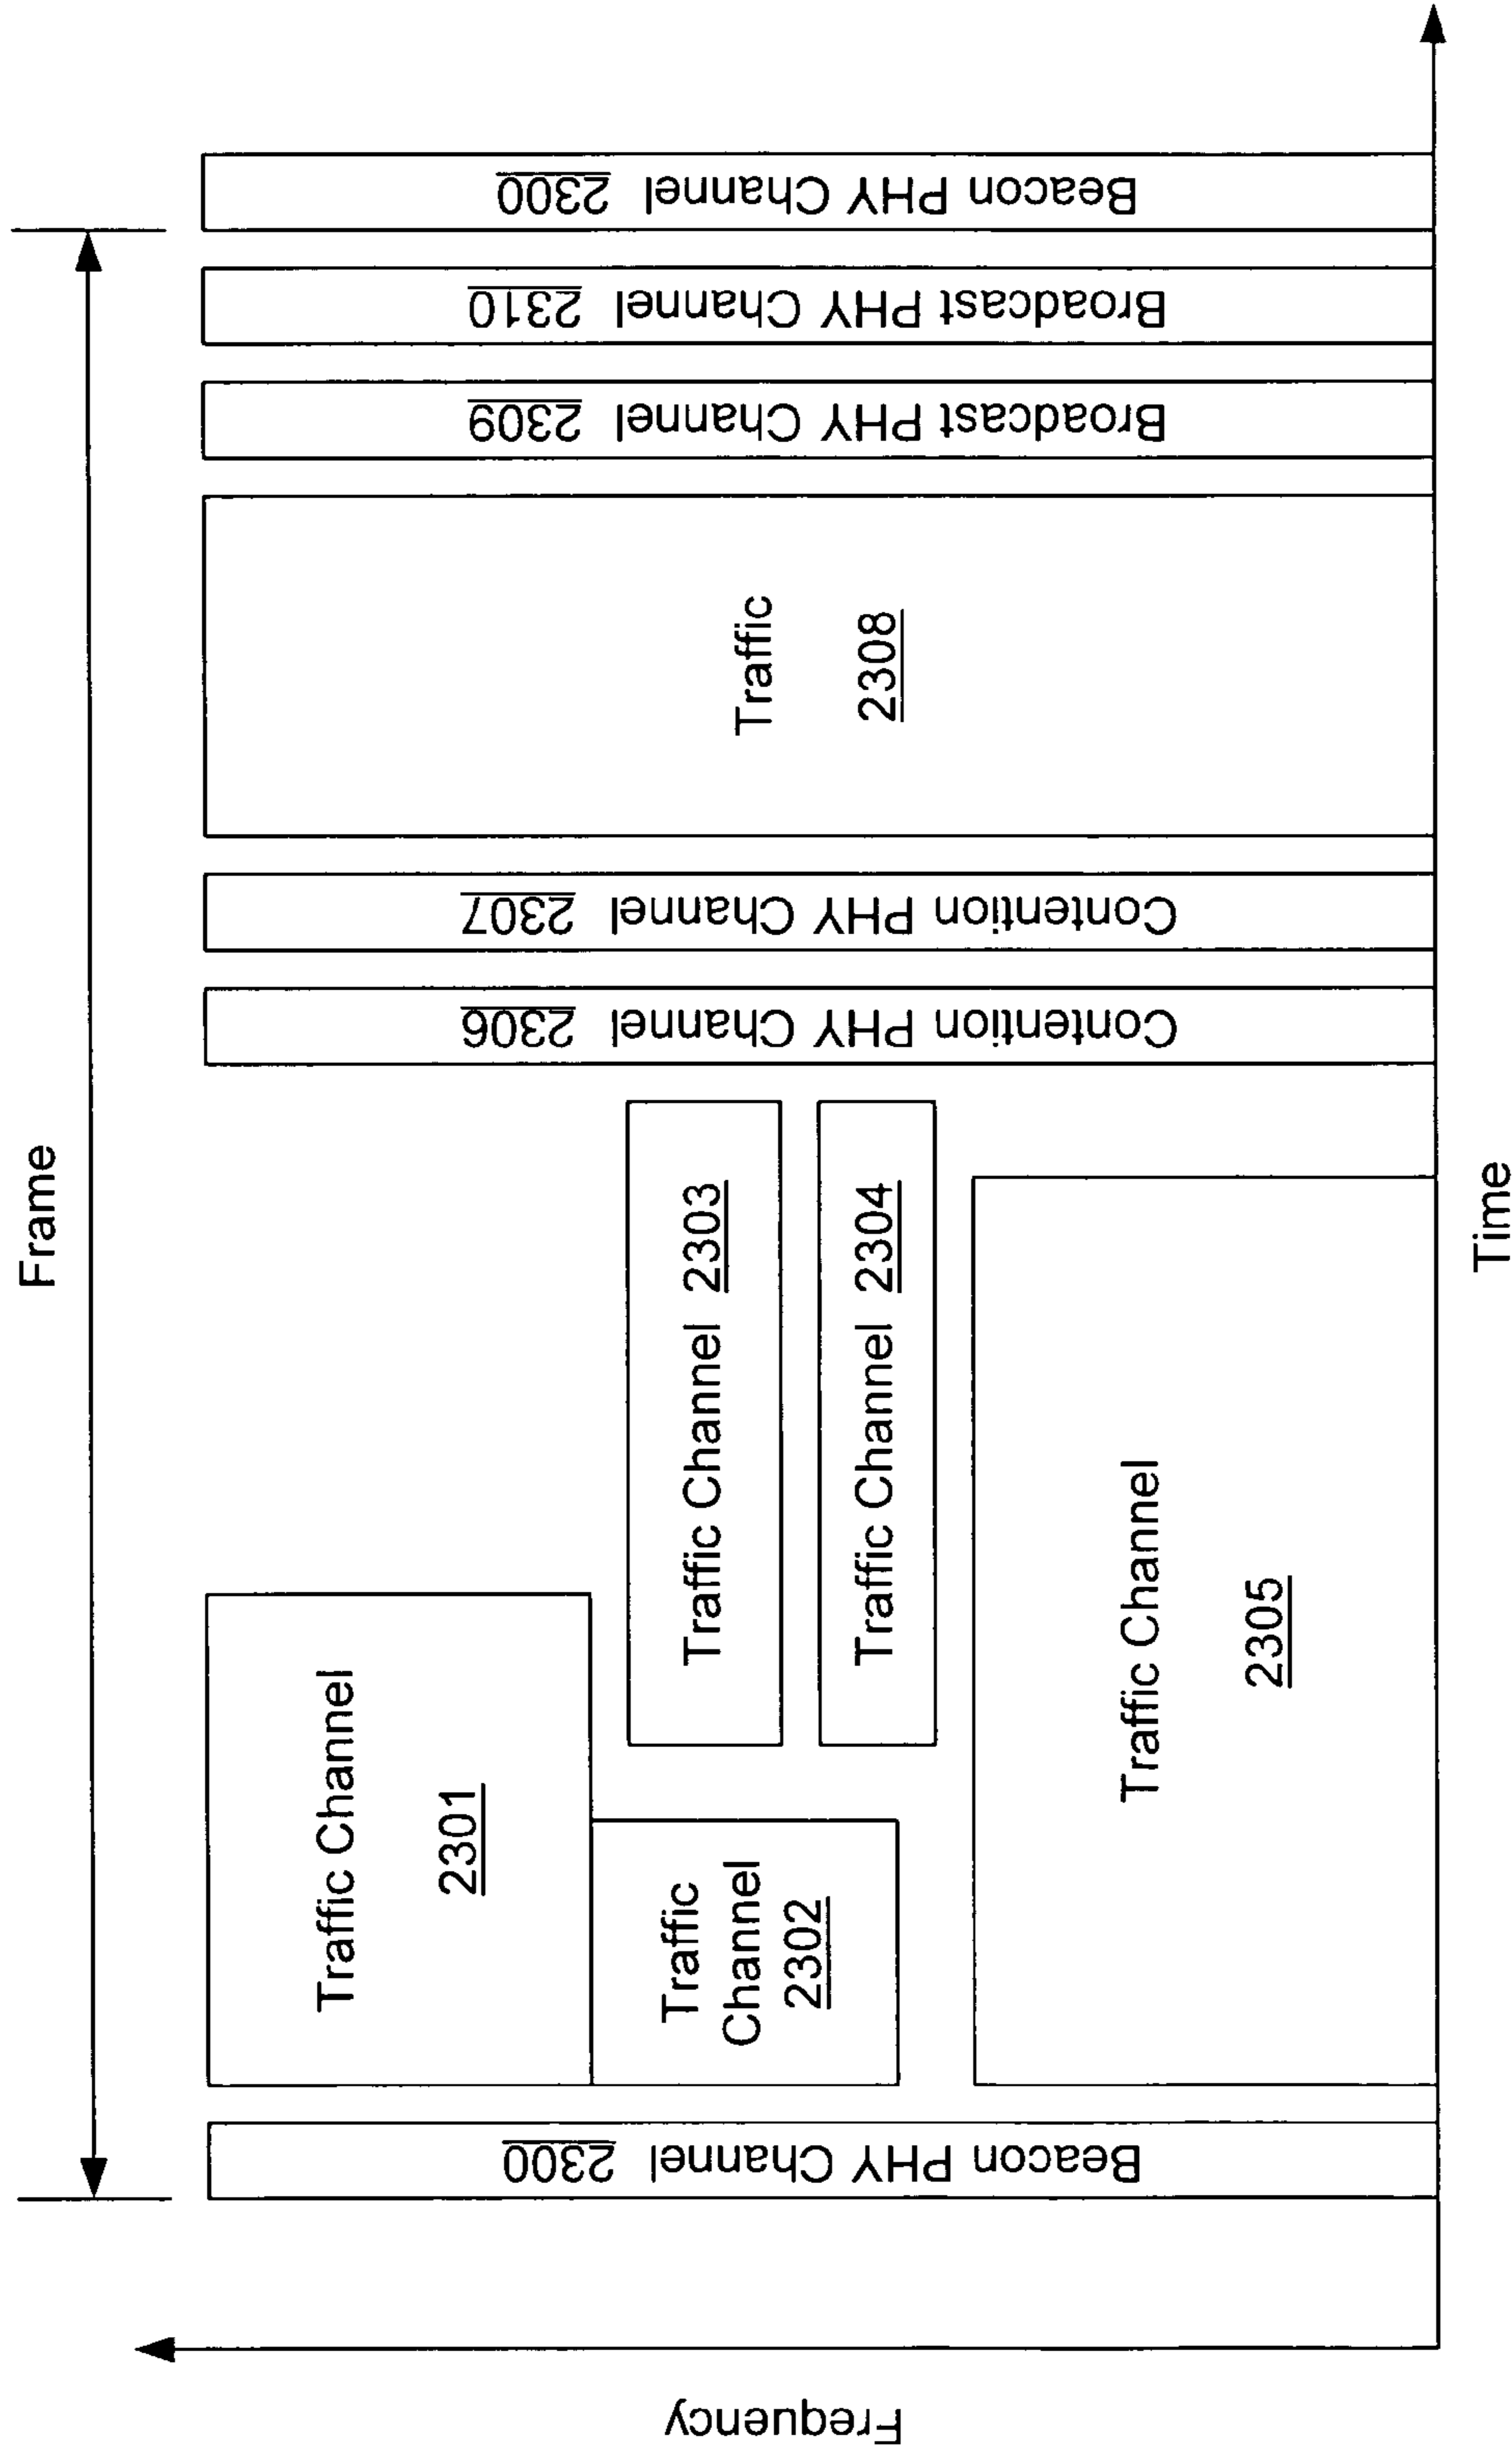 Frame
Frequency
Beacon PHY Channel 2300
Traffic Channel
2301
Traffic
Channel
2302
Traffic Channel 2303
Traffic Channel 2304
Traffic Channel
2305
Contention PHY Channel 2306
Contention PHY Channel 2307
Traffic
2308
Broadcast PHY Channel 2309
Broadcast PHY Channel 2310
Beacon PHY Channel 2300
Time